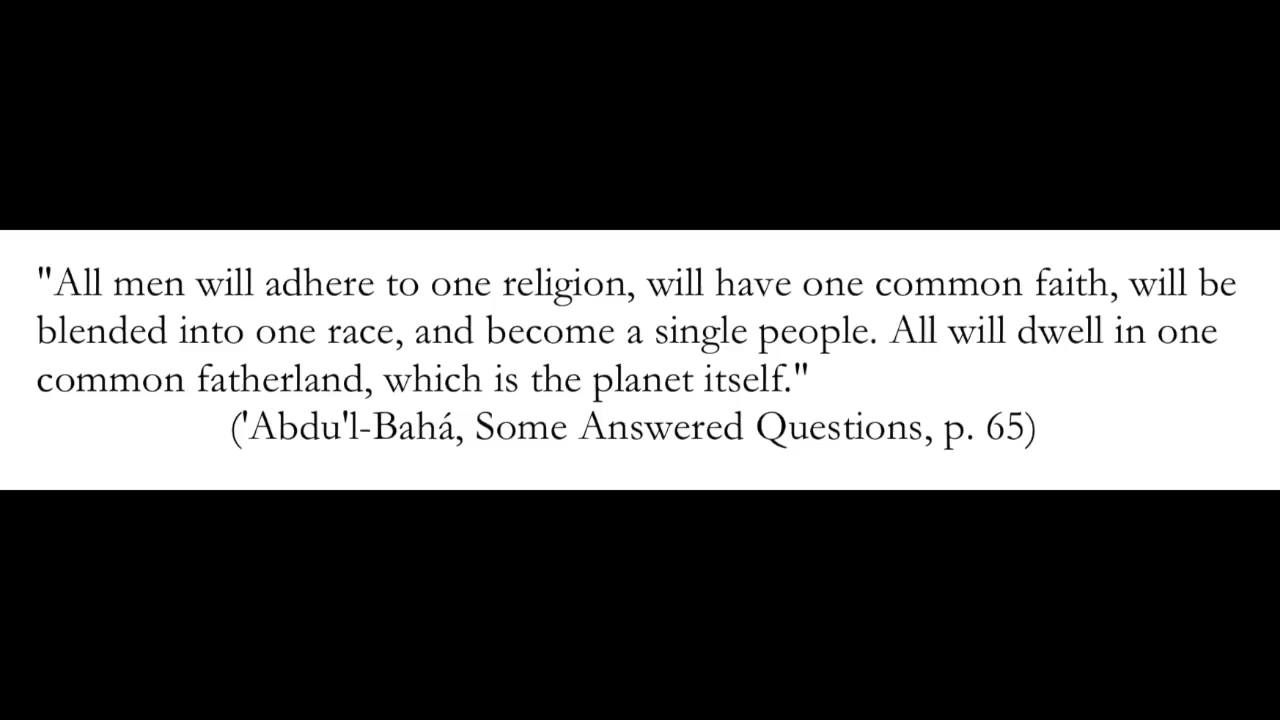 "All men will adhere to one religion, will have one common faith, will be
blended into one race, and become a single people. All will dwell in one
common fatherland, which is the planet itself."
('Abdu'l-Bahá, Some Answered Questions, p. 65)